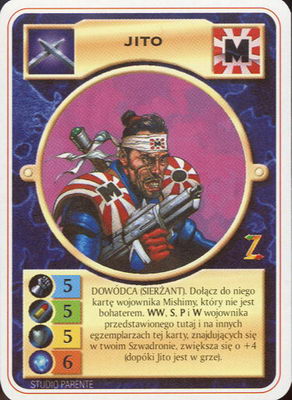 JITO
M
M
Z
5
5
5
6
DOWÓDCA (SIERŻANT). Dołącz do niego
kartę wojownika Mishimy, który nie jest
bohaterem. WW, S, P i W wojownika
przedstawionego tutaj i na innych
egzemplarzach tej karty, znajdujących się
w twoim Szwadronie, zwiększa się o +4
(dopóki Jito jest w grze).
STUDIO PARENTE